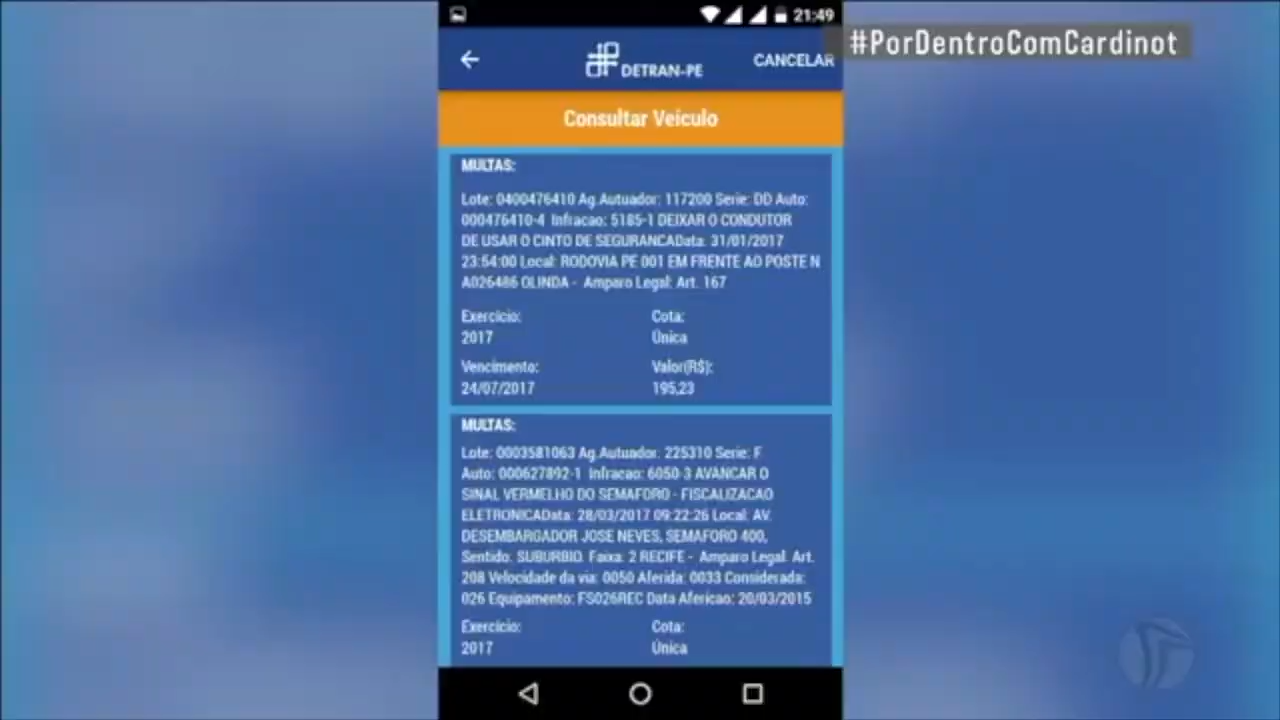 21:49
#PorDentroComCardinot
DETRAN-PE
CANCELAR
Consultar Veículo
MULTAS:
Lote: 0400476410 Ag.Autuador: 117200 Serie: DD Auto:
000476410-4 Infracao: 5185-1 DEIXAR O CONDUTOR
DE USAR O CINTO DE SEGURANCAData: 31/01/2017
23:54:00 Local: RODOVIA PE 001 EM FRENTE AO POSTE N
A026486 OLINDA - Amparo Legal: Art. 167
Exercício: Cota:
2017 Única
Vencimento: Valor(R$):
24/07/2017 195,23
MULTAS:
Lote: 0003581063 Ag.Autuador: 225310 Serie: F
Auto: 000627892-1 Infracao: 6050-3 AVANCAR O
SINAL VERMELHO DO SEMAFORO - FISCALIZACAO
ELETRONICAData: 28/03/2017 09:22:26 Local: AV.
DESEMBARGADOR JOSE NEVES, SEMAFORO 400,
Sentido: SUBURBIO. Faixa: 2 RECIFE - Amparo Legal: Art.
208 Velocidade da via: 0050 Aferida: 0033 Considerada:
026 Equipamento: FS026REC Data Afericao: 20/03/2015
Exercício: Cota:
2017 Única